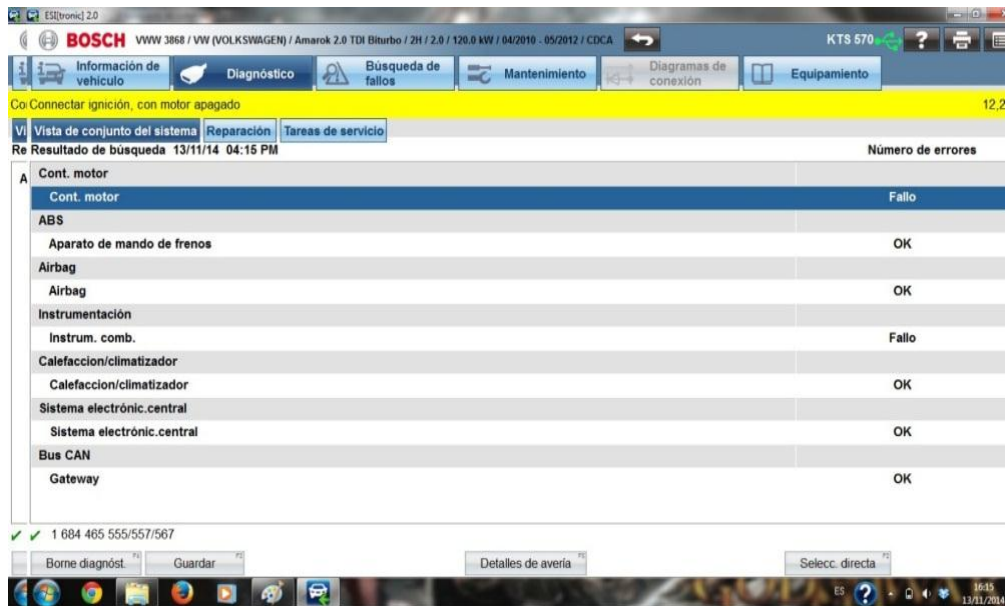 ESI[tronic] 2.0
BOSCH VWW 3868 / VW (VOLKSWAGEN) / Amarok 2.0 TDI Biturbo / 2H / 2.0 / 120.0 kW / 04/2010 - 05/2012 / CDCA KTS 570 ?
Información de vehículo Diagnóstico Búsqueda de fallos Mantenimiento Diagramas de conexión Equipamiento
Co Connectar ignición, con motor apagado 12,2
Vi Vista de conjunto del sistema Reparación Tareas de servicio
Re Resultado de búsqueda 13/11/14 04:15 PM Número de errores
A Cont. motor
Cont. motor Fallo
ABS
Aparato de mando de frenos OK
Airbag
Airbag OK
Instrumentación
Instrum. comb. Fallo
Calefaccion/climatizador
Calefaccion/climatizador OK
Sistema electrónic.central
Sistema electrónic.central OK
Bus CAN
Gateway OK
1 684 465 555/557/567
Borne diagnóst. Guardar Detalles de avería Selecc. directa
ES ? 16:15
13/11/2014